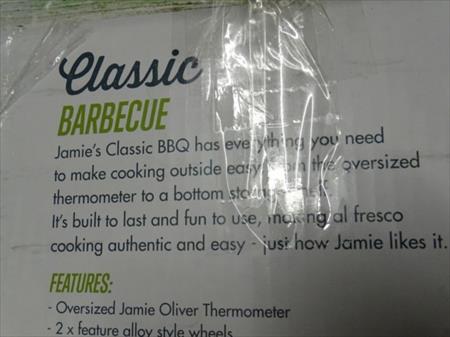 Classic
BARBECUE
Jamie's Classic BBQ has everything you need
to make cooking outside easy from the oversized
thermometer to a bottom
It's built to last and fun to use, making al fresco
cooking authentic and easy - just how Jamie likes it.
FEATURES:
- Oversized Jamie Oliver Thermometer
- 2 x feature alloy style wheels